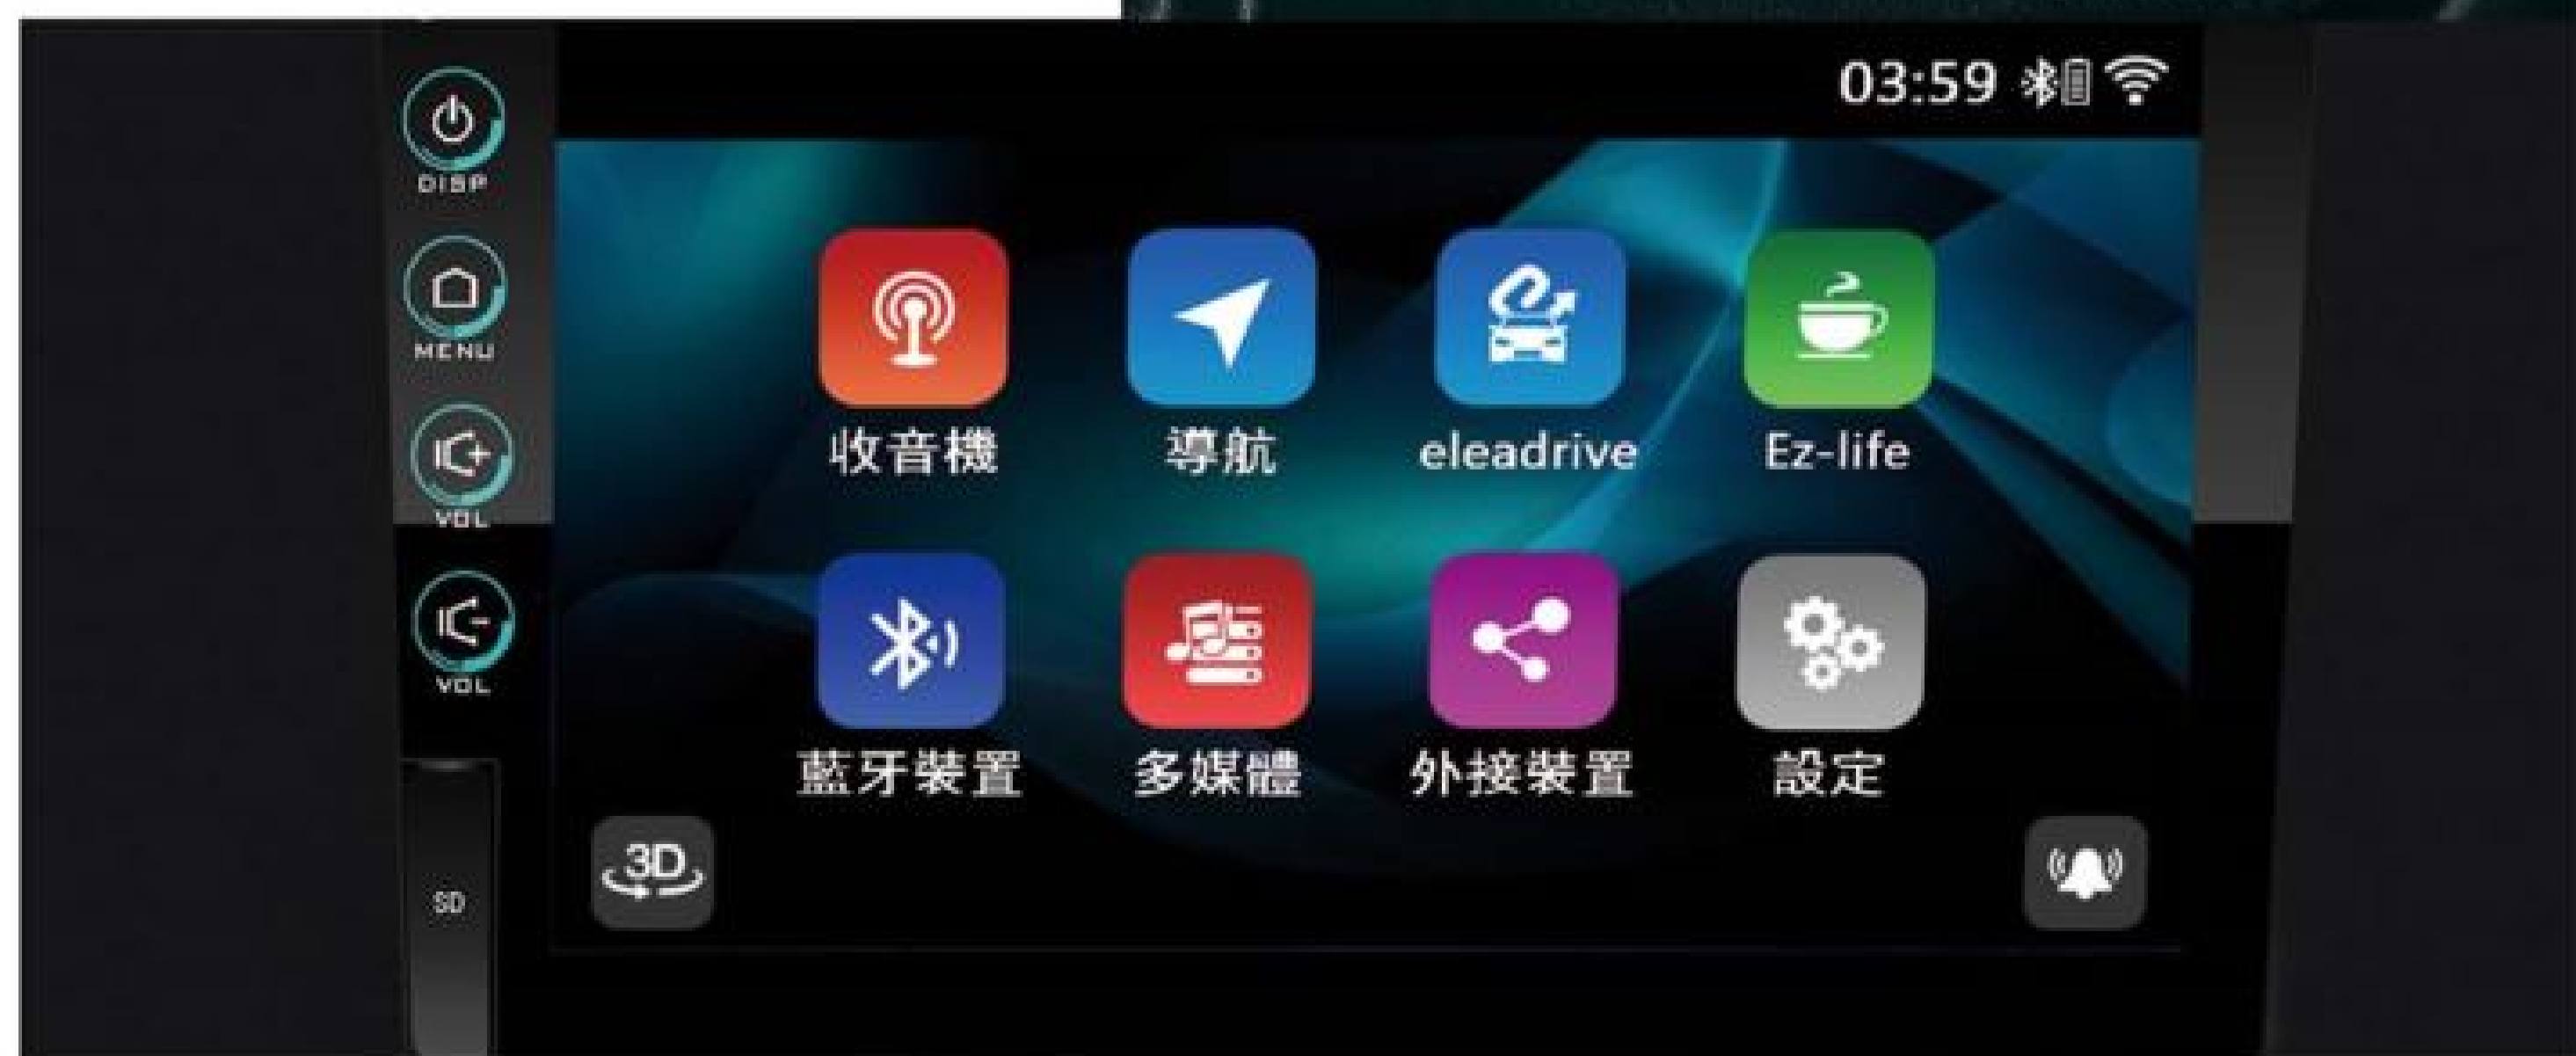 03:59
DISP
MENU
VOL
VOL
SD
收音機
導航
eleadrive
Ez-life
藍牙裝置
多媒體
外接裝置
設定
3D